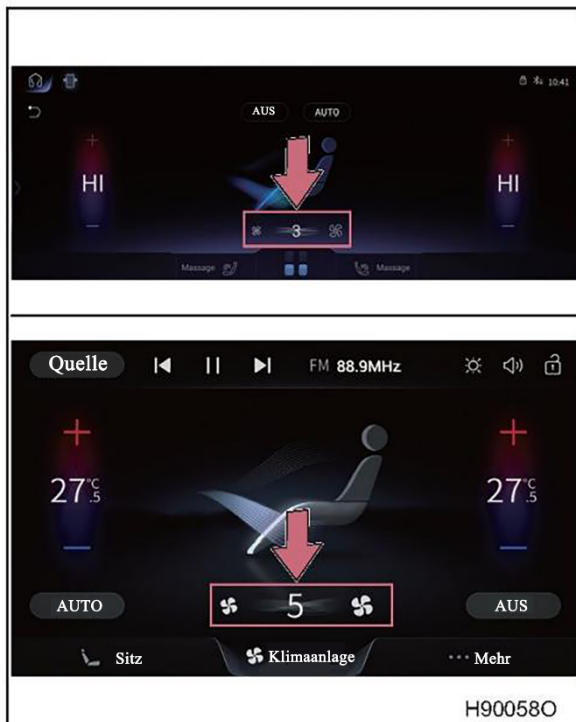 10:41
AUS AUTO
+ +
HI HI
3
- -
Massage Massage
Quelle FM 88.9MHz
+ +
27.5°C 27.5°C
- -
5
AUTO AUS
Sitz Klimaanlage ... Mehr
H90058O